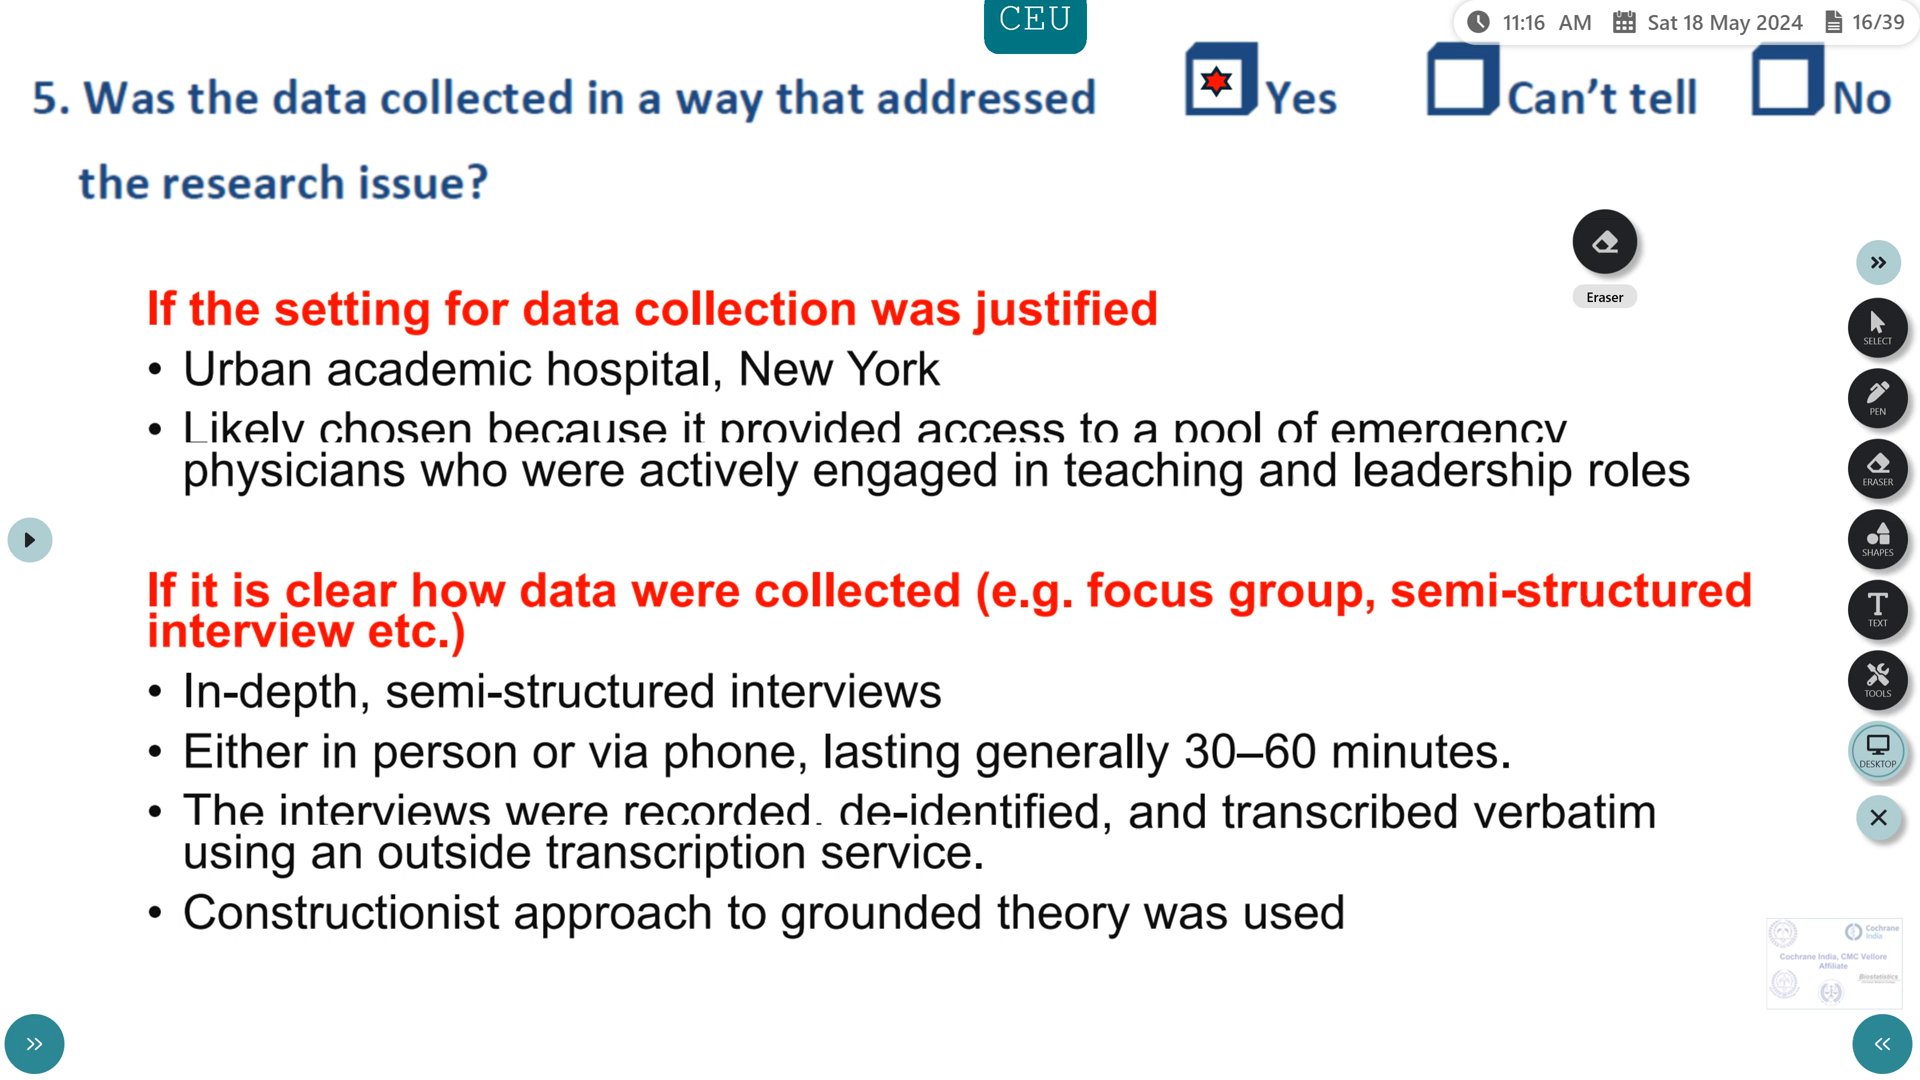 CEU
11:16 AM Sat 18 May 2024 16/39
5. Was the data collected in a way that addressed Yes Can't tell No
the research issue?
Eraser
If the setting for data collection was justified
• Urban academic hospital, New York
• Likely chosen because it provided access to a pool of emergency
physicians who were actively engaged in teaching and leadership roles
If it is clear how data were collected (e.g. focus group, semi-structured
interview etc.)
• In-depth, semi-structured interviews
• Either in person or via phone, lasting generally 30–60 minutes.
• The interviews were recorded, de-identified, and transcribed verbatim
using an outside transcription service.
• Constructionist approach to grounded theory was used
SELECT
PEN
ERASER
SHAPES
TEXT
TOOLS
DESKTOP
Cochrane
India
Cochrane India, CMC Vellore
Affiliate
Biostatistics